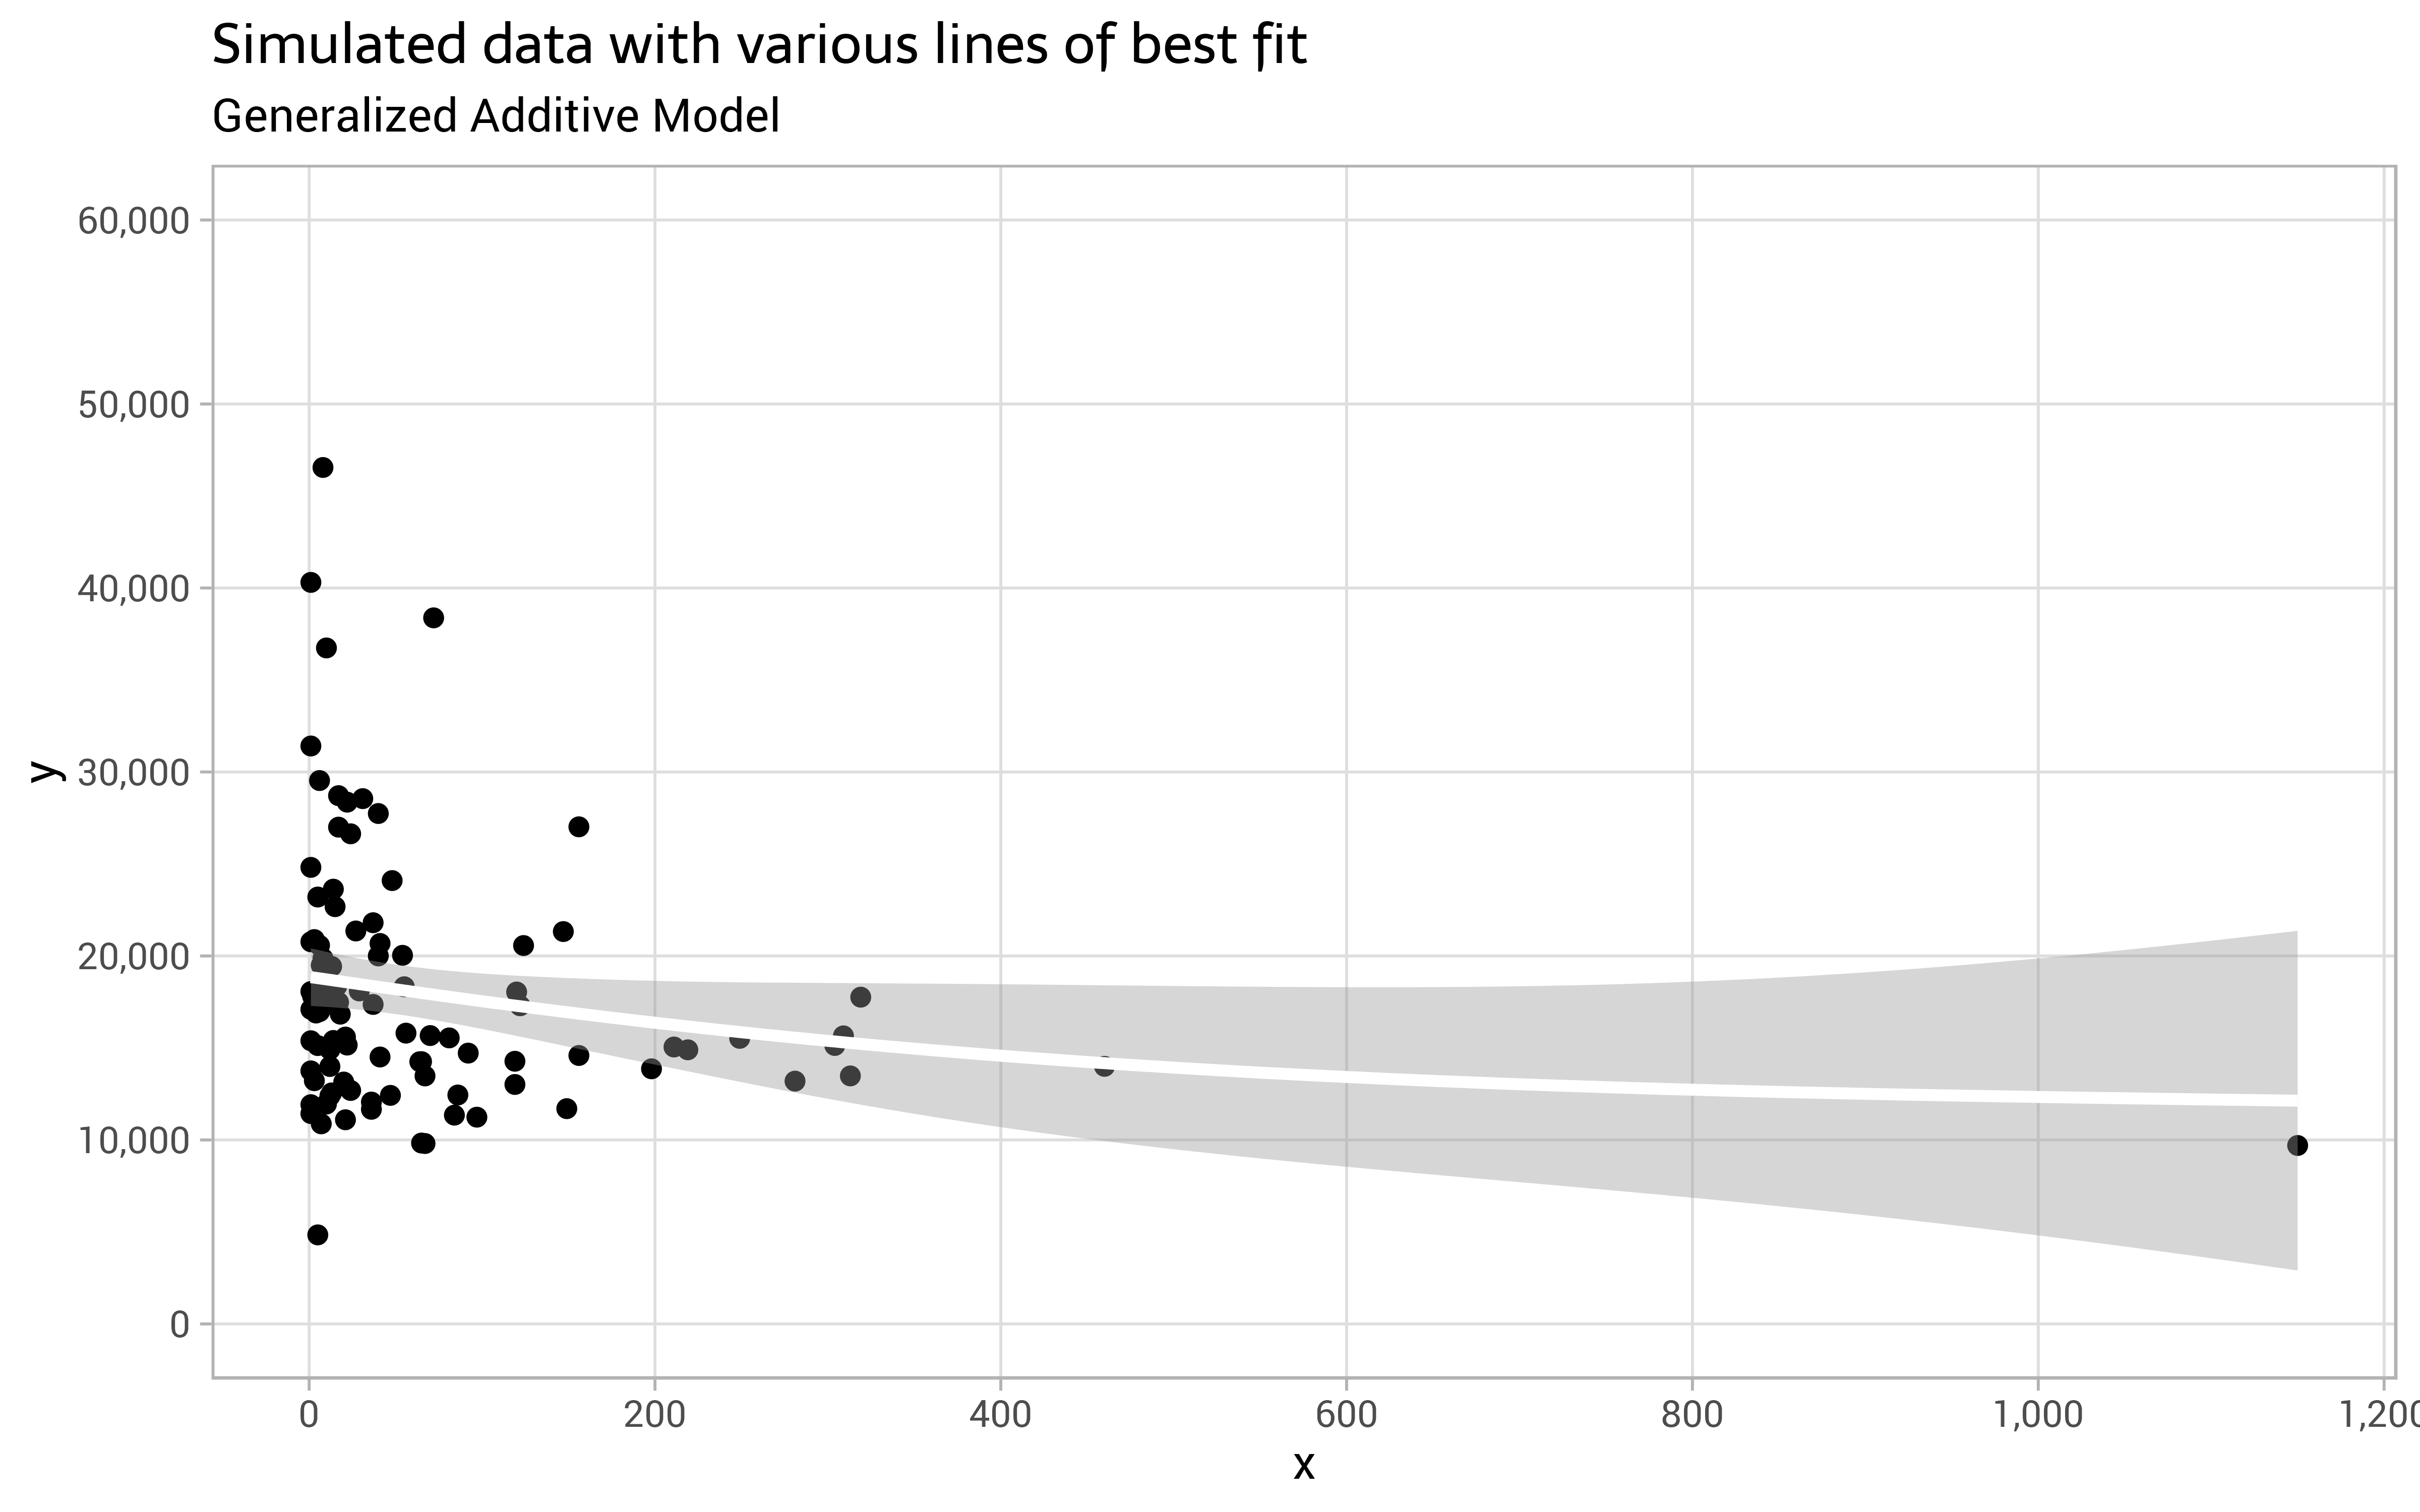 Simulated data with various lines of best fit
Generalized Additive Model
60,000
50,000
40,000
30,000
20,000
10,000
0
y
0 200 400 600 800 1,000 1,200
x